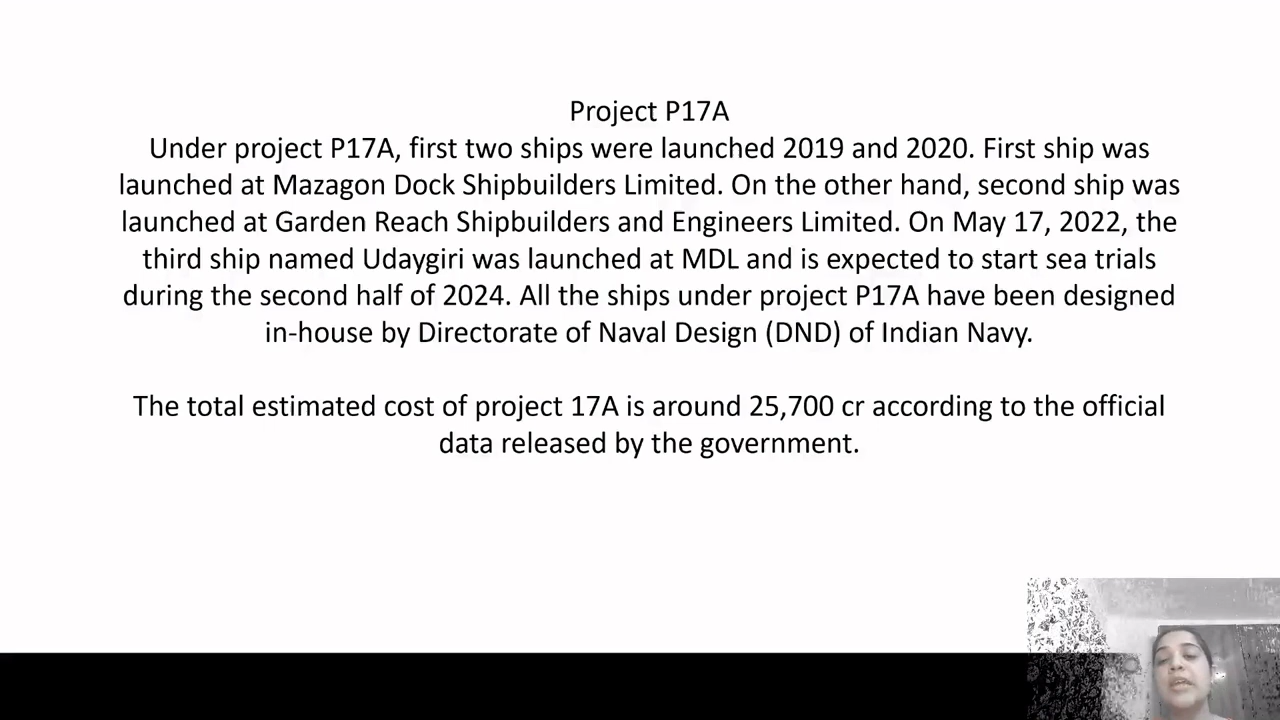 Project P17A
Under project P17A, first two ships were launched 2019 and 2020. First ship was
launched at Mazagon Dock Shipbuilders Limited. On the other hand, second ship was
launched at Garden Reach Shipbuilders and Engineers Limited. On May 17, 2022, the
third ship named Udaygiri was launched at MDL and is expected to start sea trials
during the second half of 2024. All the ships under project P17A have been designed
in-house by Directorate of Naval Design (DND) of Indian Navy.
The total estimated cost of project 17A is around 25,700 cr according to the official
data released by the government.